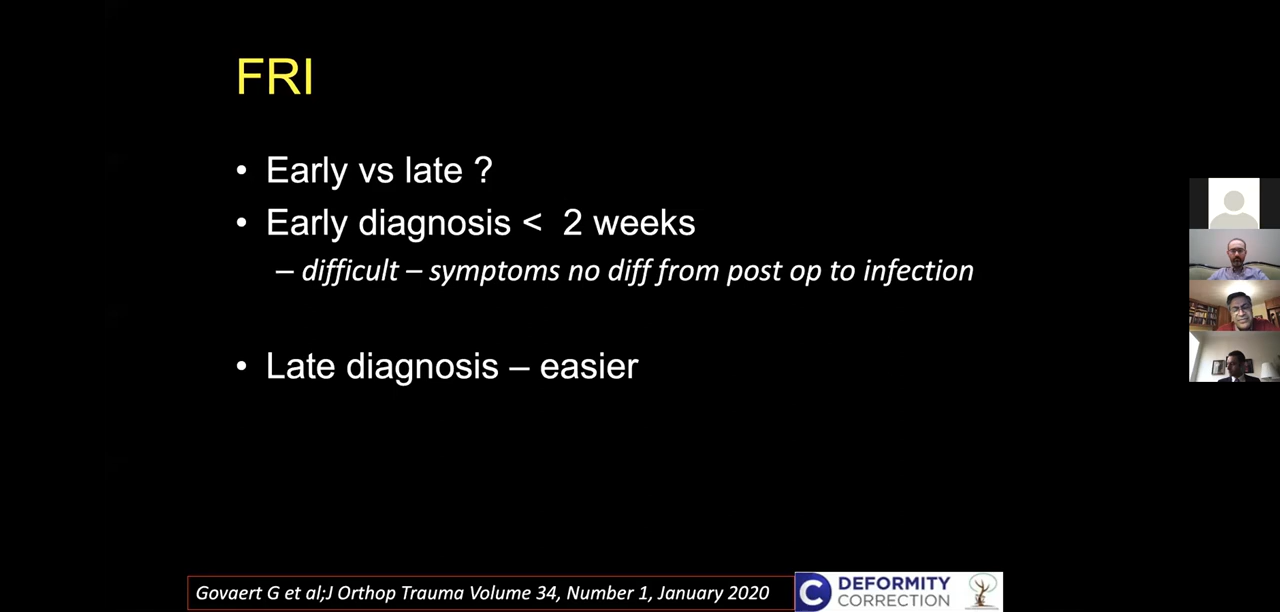 FRI
• Early vs late ?
• Early diagnosis < 2 weeks
– difficult – symptoms no diff from post op to infection
• Late diagnosis – easier
Govaert G et al;J Orthop Trauma Volume 34, Number 1, January 2020
DEFORMITY
CORRECTION